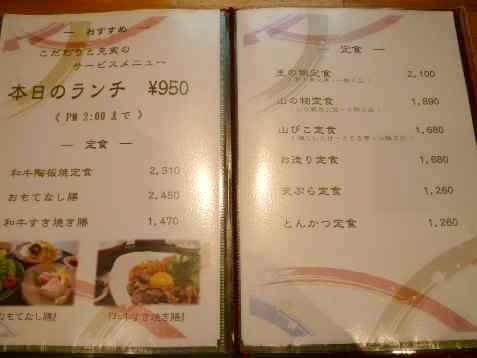 ― おすすめ ―
こだわりと充実の
サービスメニュー
本日のランチ ¥950
( PM 2:00 まで )
― 定食 ―
和牛陶板焼定食 2,310
おもてなし膳 2,450
和牛すき焼き膳 1,470
おもてなし膳
和牛すき焼き膳
― 定食 ―
定食 2,100
山の物定食 1,890
山びこ定食 1,680
お造り定食 1,680
天ぷら定食 1,260
とんかつ定食 1,260